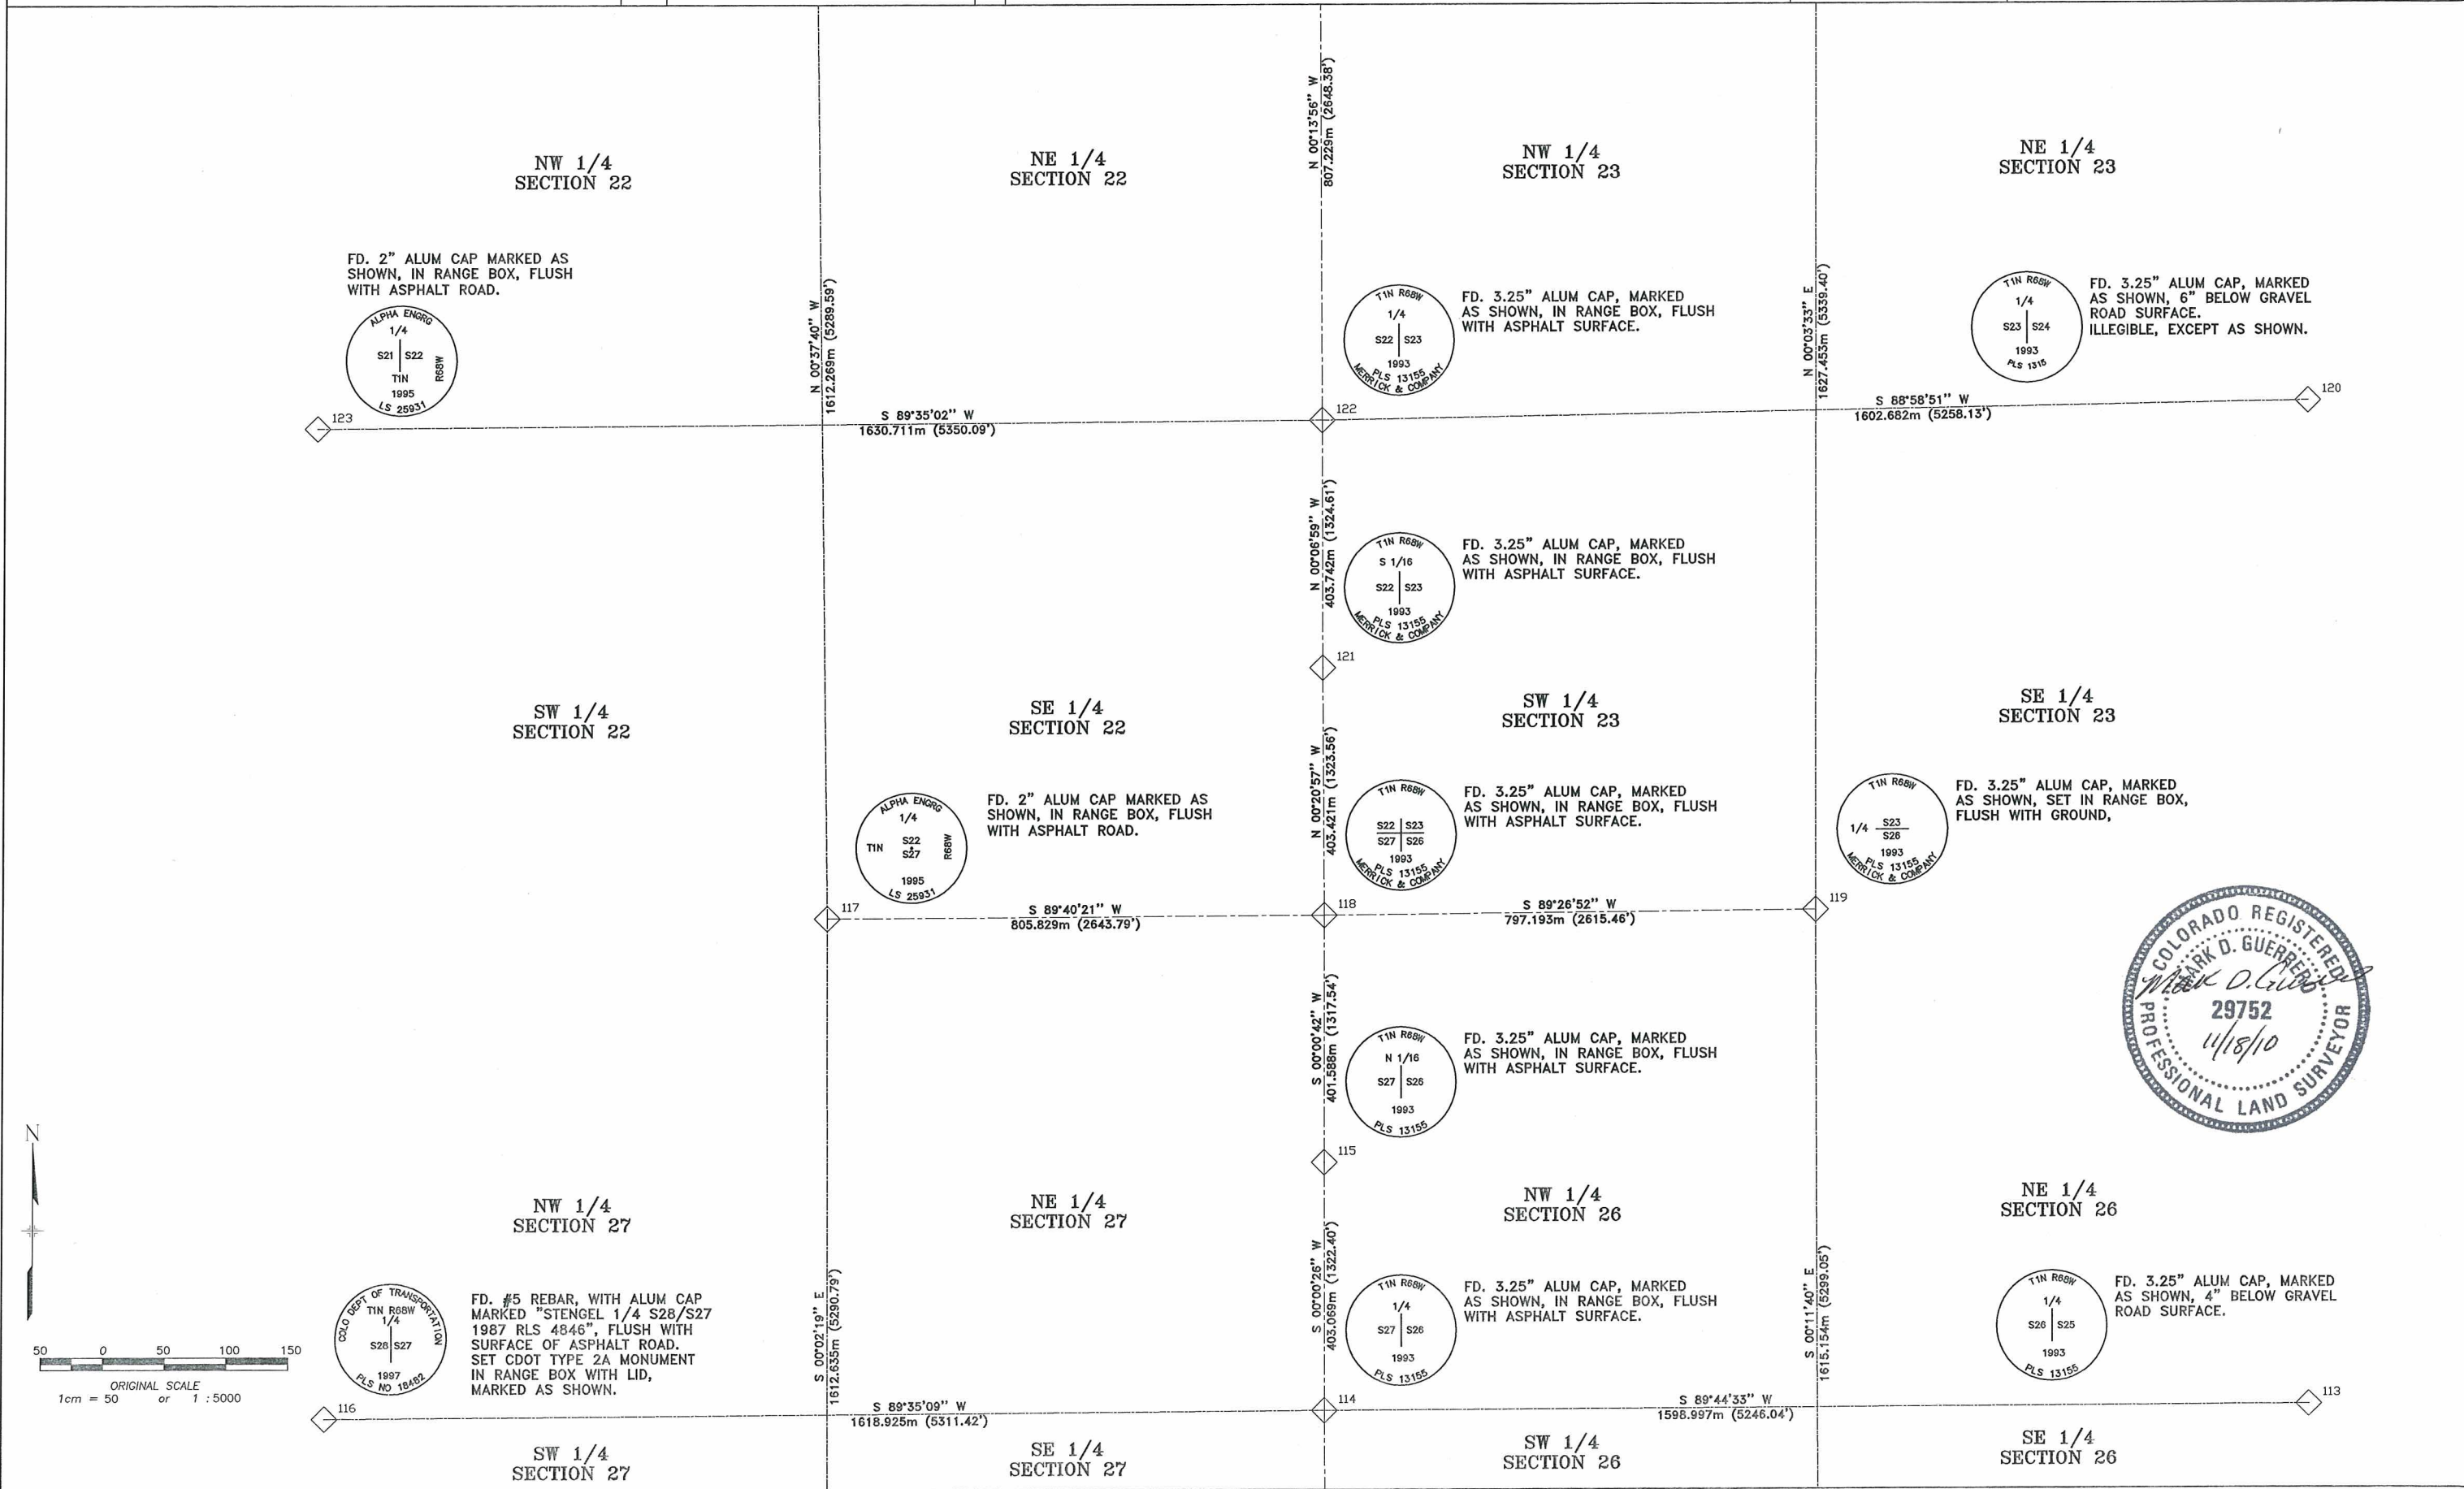 N 00°13'56" W
807.229m (2648.38')
NW 1/4
SECTION 22
NE 1/4
SECTION 22
NW 1/4
SECTION 23
NE 1/4
SECTION 23
FD. 2" ALUM CAP MARKED AS
SHOWN, IN RANGE BOX, FLUSH
WITH ASPHALT ROAD.
ALPHA ENGRG
1/4
S21 S22
T1N
R68W
1995
LS 25931
123
N 00°37'40" W
1612.269m (5289.59')
S 89°35'02" W
1630.711m (5350.09')
T1N R68W
1/4
S22 S23
1993
PLS 13155
MERRICK & COMPANY
FD. 3.25" ALUM CAP, MARKED
AS SHOWN, IN RANGE BOX, FLUSH
WITH ASPHALT SURFACE.
122
N 00°03'33" E
1627.453m (5339.40')
T1N R68W
1/4
S23 S24
1993
PLS 1315
FD. 3.25" ALUM CAP, MARKED
AS SHOWN, 6" BELOW GRAVEL
ROAD SURFACE.
ILLEGIBLE, EXCEPT AS SHOWN.
S 88°58'51" W
1602.682m (5258.13')
120
N 00°06'59" W
403.742m (1324.61')
T1N R68W
S 1/16
S22 S23
1993
PLS 13155
MERRICK & COMPANY
FD. 3.25" ALUM CAP, MARKED
AS SHOWN, IN RANGE BOX, FLUSH
WITH ASPHALT SURFACE.
121
SW 1/4
SECTION 22
SE 1/4
SECTION 22
SW 1/4
SECTION 23
SE 1/4
SECTION 23
ALPHA ENGRG
1/4
T1N
S22
S27
R68W
1995
LS 25931
FD. 2" ALUM CAP MARKED AS
SHOWN, IN RANGE BOX, FLUSH
WITH ASPHALT ROAD.
N 00°20'57" W
403.421m (1323.56')
T1N R68W
S22 S23
S27 S26
1993
PLS 13155
MERRICK & COMPANY
FD. 3.25" ALUM CAP, MARKED
AS SHOWN, IN RANGE BOX, FLUSH
WITH ASPHALT SURFACE.
T1N R68W
1/4
S23
S26
1993
PLS 13155
MERRICK & COMPANY
FD. 3.25" ALUM CAP, MARKED
AS SHOWN, SET IN RANGE BOX,
FLUSH WITH GROUND,
117
S 89°40'21" W
805.829m (2643.79')
118
S 89°26'52" W
797.193m (2615.46')
119
COLORADO REGISTERED
MARK D. GUERRERO
Mark D. Guerrero
29752
11/18/10
PROFESSIONAL LAND SURVEYOR
S 00°00'42" W
401.588m (1317.54')
T1N R68W
N 1/16
S27 S26
1993
PLS 13155
FD. 3.25" ALUM CAP, MARKED
AS SHOWN, IN RANGE BOX, FLUSH
WITH ASPHALT SURFACE.
115
N
NW 1/4
SECTION 27
NE 1/4
SECTION 27
NW 1/4
SECTION 26
NE 1/4
SECTION 26
50 0 50 100 150
ORIGINAL SCALE
1cm = 50 or 1 :5000
COLO DEPT OF TRANSPORTATION
T1N R68W
1/4
S28 S27
1997
PLS NO 18482
FD. #5 REBAR, WITH ALUM CAP
MARKED "STENGEL 1/4 S28/S27
1987 RLS 4846", FLUSH WITH
SURFACE OF ASPHALT ROAD.
SET CDOT TYPE 2A MONUMENT
IN RANGE BOX WITH LID,
MARKED AS SHOWN.
116
S 00°02'19" E
1612.635m (5290.79')
S 89°35'09" W
1618.925m (5311.42')
S 00°00'26" W
403.069m (1322.40')
T1N R68W
1/4
S27 S26
1993
PLS 13155
FD. 3.25" ALUM CAP, MARKED
AS SHOWN, IN RANGE BOX, FLUSH
WITH ASPHALT SURFACE.
114
S 00°11'40" E
1615.154m (5299.05')
S 89°44'33" W
1598.997m (5246.04')
T1N R68W
1/4
S26 S25
1993
PLS 13155
FD. 3.25" ALUM CAP, MARKED
AS SHOWN, 4" BELOW GRAVEL
ROAD SURFACE.
113
SW 1/4
SECTION 27
SE 1/4
SECTION 27
SW 1/4
SECTION 26
SE 1/4
SECTION 26